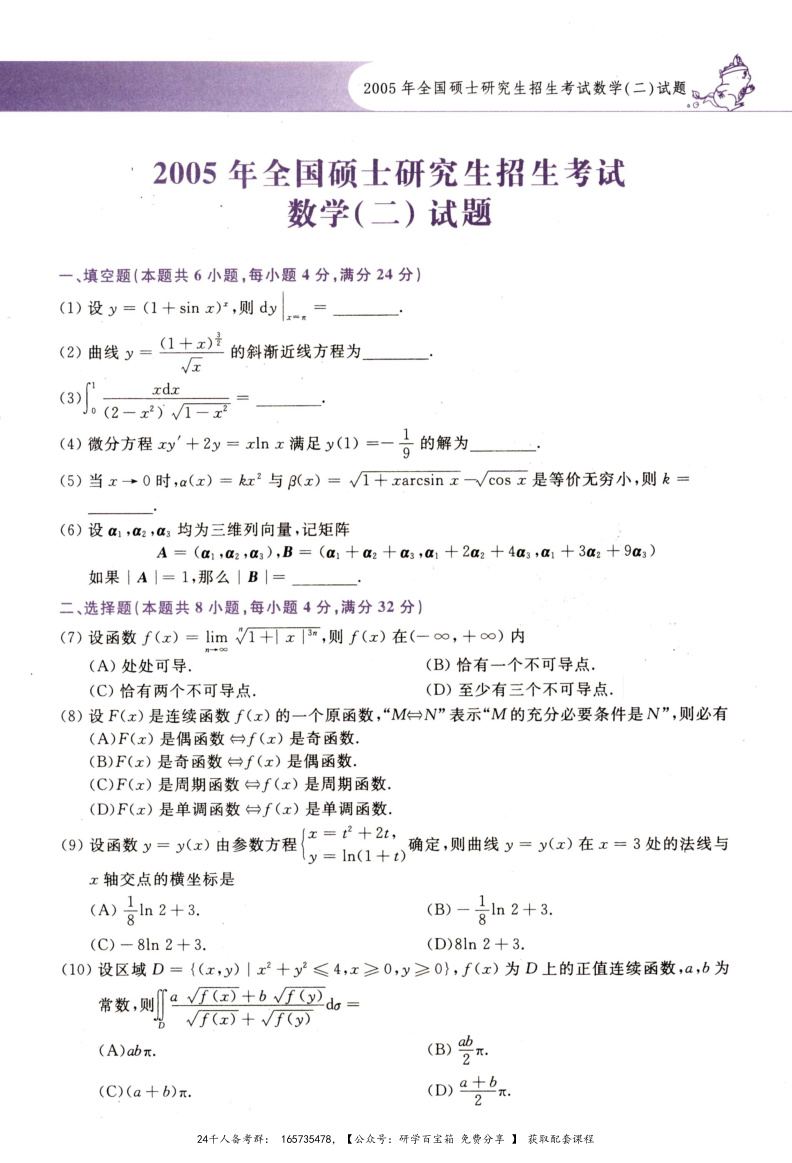 2005 年全国硕士研究生招生考试数学(二)试题
2005 年全国硕士研究生招生考试
数学(二) 试题
一、填空题(本题共 6 小题,每小题 4 分,满分 24 分)
(1) 设 y = (1 + sin x)^x ,则 dy|_{x=π} = ________.
(2) 曲线 y = (1 + x)^{3/2} / √x 的斜渐近线方程为________.
(3) ∫_0^1 xdx / ((2 − x²) √(1 − x²)) = ________.
(4) 微分方程 xy′ + 2y = xln x 满足 y(1) = − 1/9 的解为________.
(5) 当 x → 0 时,α(x) = kx² 与 β(x) = √(1 + xarcsin x) − √(cos x) 是等价无穷小,则 k =
________.
(6) 设 α₁,α₂,α₃ 均为三维列向量,记矩阵
A = (α₁,α₂,α₃),B = (α₁ + α₂ + α₃,α₁ + 2α₂ + 4α₃,α₁ + 3α₂ + 9α₃)
如果 | A | = 1,那么 | B | = ________.
二、选择题(本题共 8 小题,每小题 4 分,满分 32 分)
(7) 设函数 f(x) = lim_{n→∞} ⁿ√(1+| x |^{3n}) ,则 f(x) 在(− ∞, + ∞) 内
(A) 处处可导. (B) 恰有一个不可导点.
(C) 恰有两个不可导点. (D) 至少有三个不可导点.
(8) 设 F(x) 是连续函数 f(x) 的一个原函数,“M⇔N” 表示“M 的充分必要条件是 N”,则必有
(A)F(x) 是偶函数 ⇔ f(x) 是奇函数.
(B)F(x) 是奇函数 ⇔ f(x) 是偶函数.
(C)F(x) 是周期函数 ⇔ f(x) 是周期函数.
(D)F(x) 是单调函数 ⇔ f(x) 是单调函数.
(9) 设函数 y = y(x) 由参数方程 { x = t² + 2t, y = ln(1 + t) 确定,则曲线 y = y(x) 在 x = 3 处的法线与
x 轴交点的横坐标是
(A) 1/8 ln 2 + 3. (B) − 1/8 ln 2 + 3.
(C) − 8ln 2 + 3. (D)8ln 2 + 3.
(10) 设区域 D = {(x,y) | x² + y² ⩽ 4,x ⩾ 0,y ⩾ 0},f(x) 为 D 上的正值连续函数,a,b 为
常数,则 ∬_D (a √f(x) + b √f(y)) / (√f(x) + √f(y)) dσ =
(A)abπ. (B) ab/2 π.
(C)(a + b)π. (D) (a + b)/2 π.
24千人备考群: 165735478, 【公众号: 研学百宝箱 免费分享 】 获取配套课程